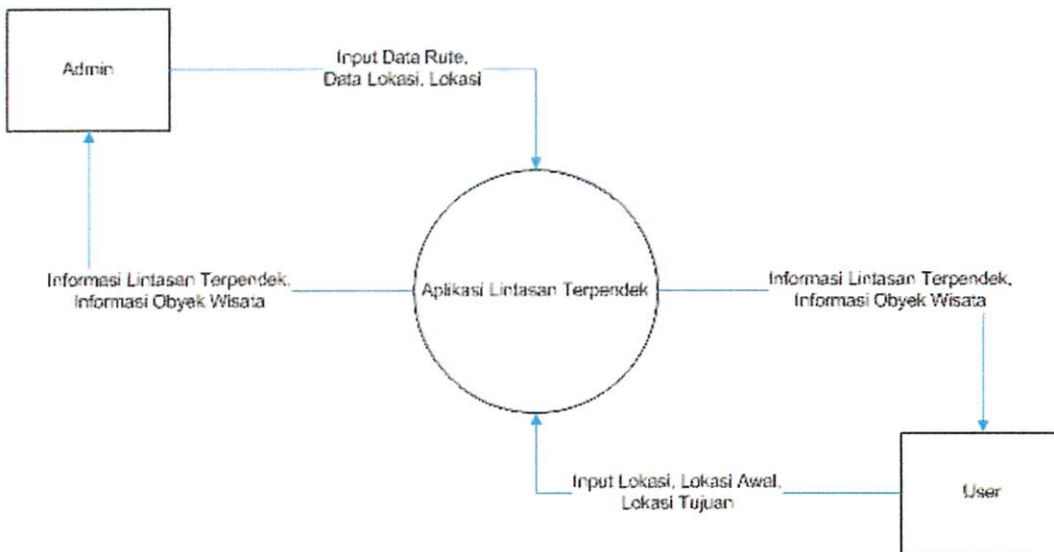 Admin
Input Data Rute,
Data Lokasi, Lokasi
Informasi Lintasan Terpendek,
Informasi Obyek Wisata
Aplikasi Lintasan Terpendek
Informasi Lintasan Terpendek,
Informasi Obyek Wisata
Input Lokasi, Lokasi Awal,
Lokasi Tujuan
User